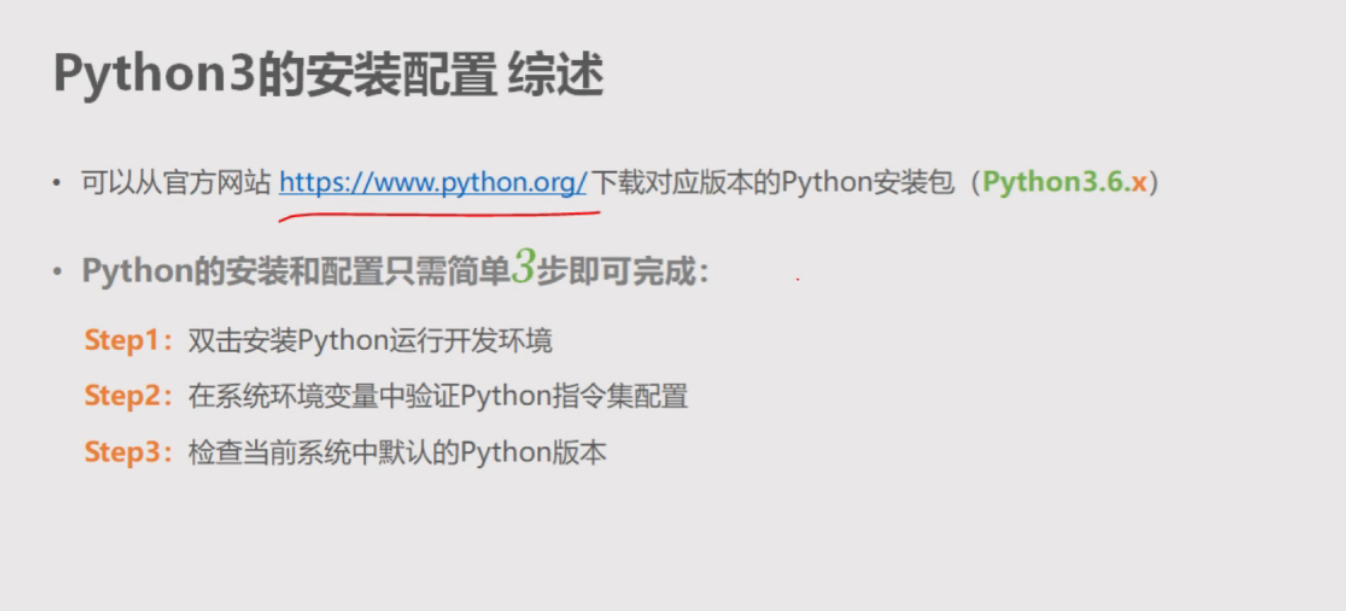 Python3的安装配置 综述
• 可以从官方网站 https://www.python.org/ 下载对应版本的Python安装包（Python3.6.x）
• Python的安装和配置只需简单3步即可完成：
Step1：双击安装Python运行开发环境
Step2：在系统环境变量中验证Python指令集配置
Step3：检查当前系统中默认的Python版本